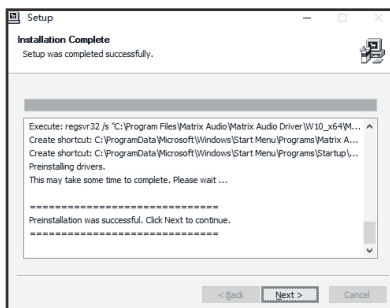 Setup
Installation Complete
Setup was completed successfully.
Execute: regsvr32 /s "C:\Program Files\Matrix Audio\Matrix Audio Driver\W10_x64\M...
Create shortcut: C:\ProgramData\Microsoft\Windows\Start Menu\Programs\Matrix A...
Create shortcut: C:\ProgramData\Microsoft\Windows\Start Menu\Programs\Startup\...
Preinstalling drivers.
This may take some time to complete. Please wait ...
==============================
Preinstallation was successful. Click Next to continue.
==============================
< Back Next > Cancel